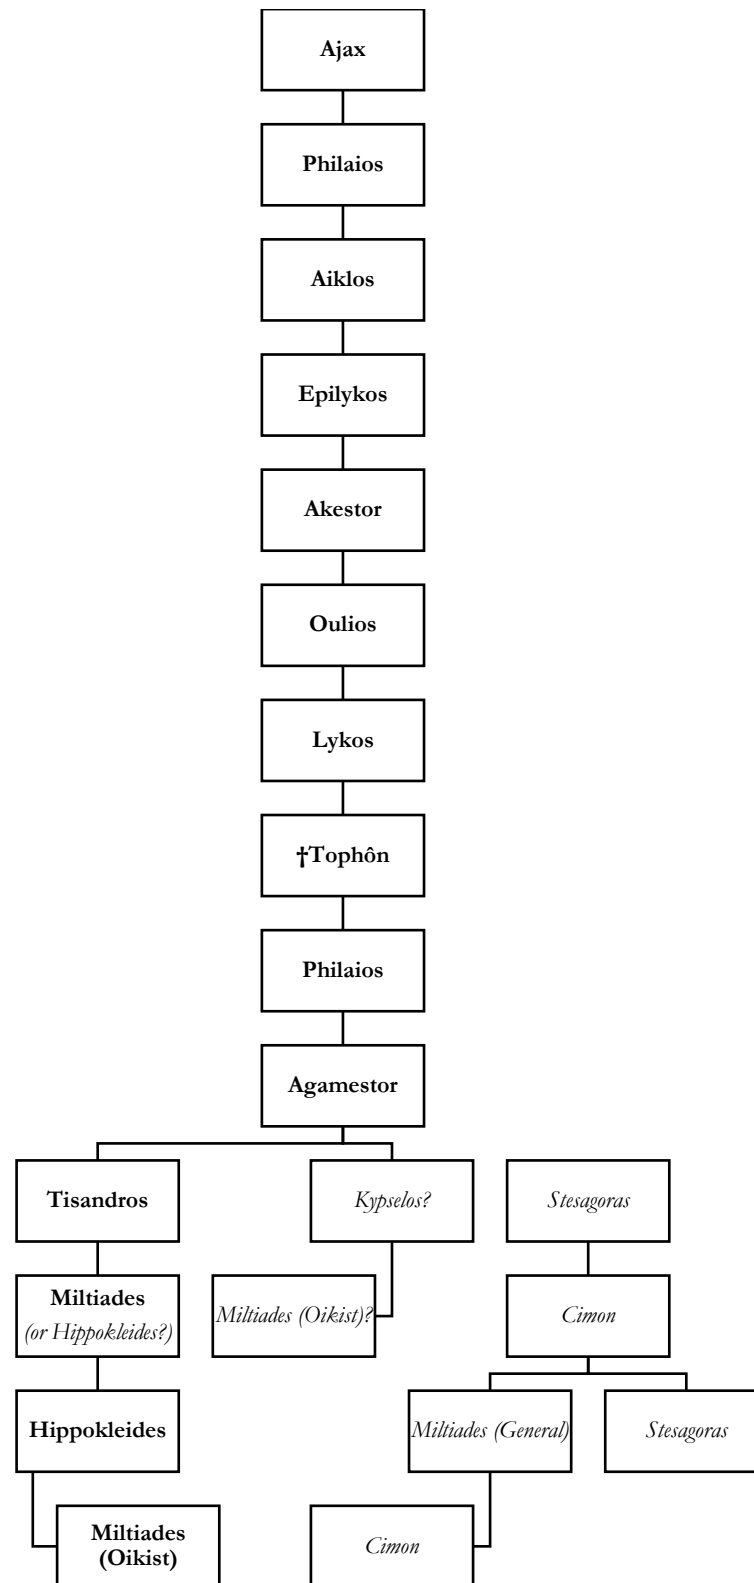 Ajax
Philaios
Aiklos
Epilykos
Akestor
Oulios
Lykos
†Tophôn
Philaios
Agamestor
Tisandros
Kypselos?
Stesagoras
Miltiades
(or Hippokleides?)
Miltiades (Oikist)?
Cimon
Hippokleides
Miltiades (General)
Stesagoras
Miltiades
(Oikist)
Cimon